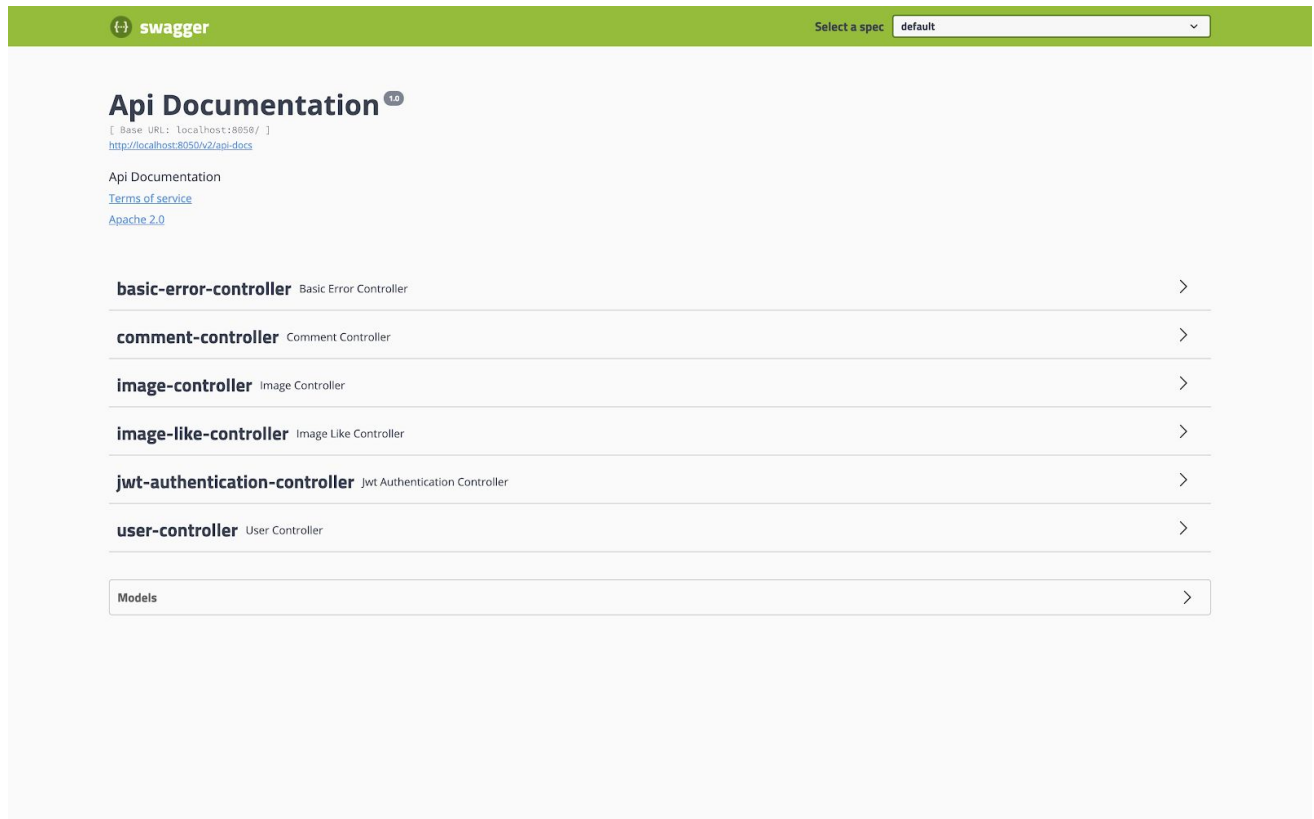 swagger Select a spec default
Api Documentation 1.0
[ Base URL: localhost:8050/ ]
http://localhost:8050/v2/api-docs
Api Documentation
Terms of service
Apache 2.0
basic-error-controller Basic Error Controller
comment-controller Comment Controller
image-controller Image Controller
image-like-controller Image Like Controller
jwt-authentication-controller Jwt Authentication Controller
user-controller User Controller
Models